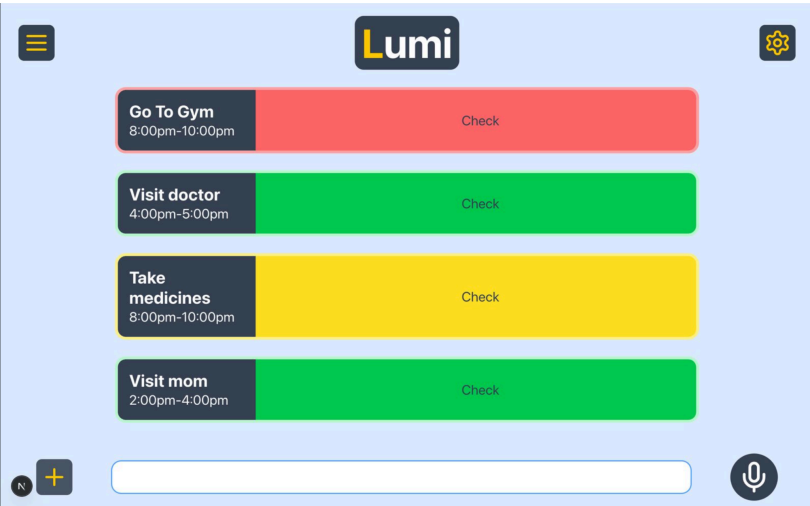 Lumi
Go To Gym
8:00pm-10:00pm
Check
Visit doctor
4:00pm-5:00pm
Check
Take
medicines
8:00pm-10:00pm
Check
Visit mom
2:00pm-4:00pm
Check
N